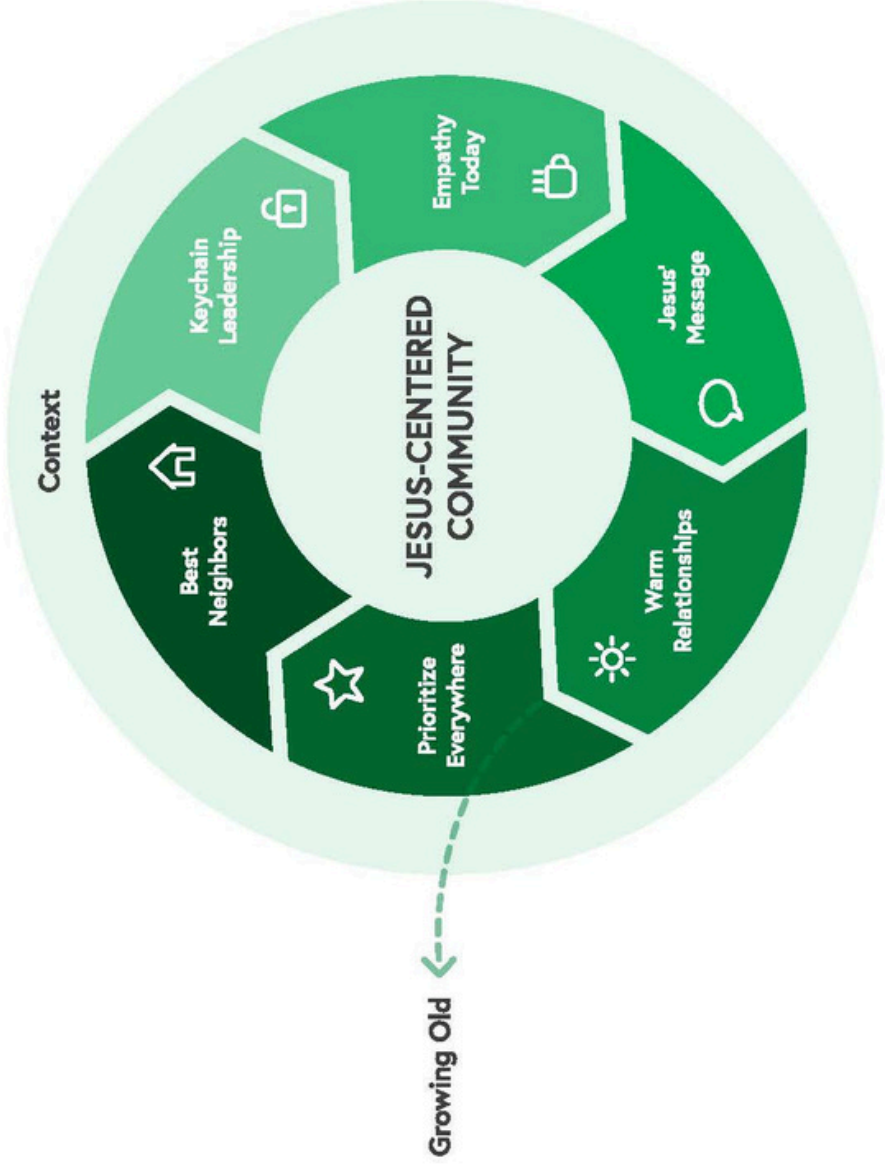 Context
Keychain
Leadership
Empathy
Today
Jesus'
Message
Warm
Relationships
Prioritize
Everywhere
Best
Neighbors
JESUS-CENTERED
COMMUNITY
Growing Old